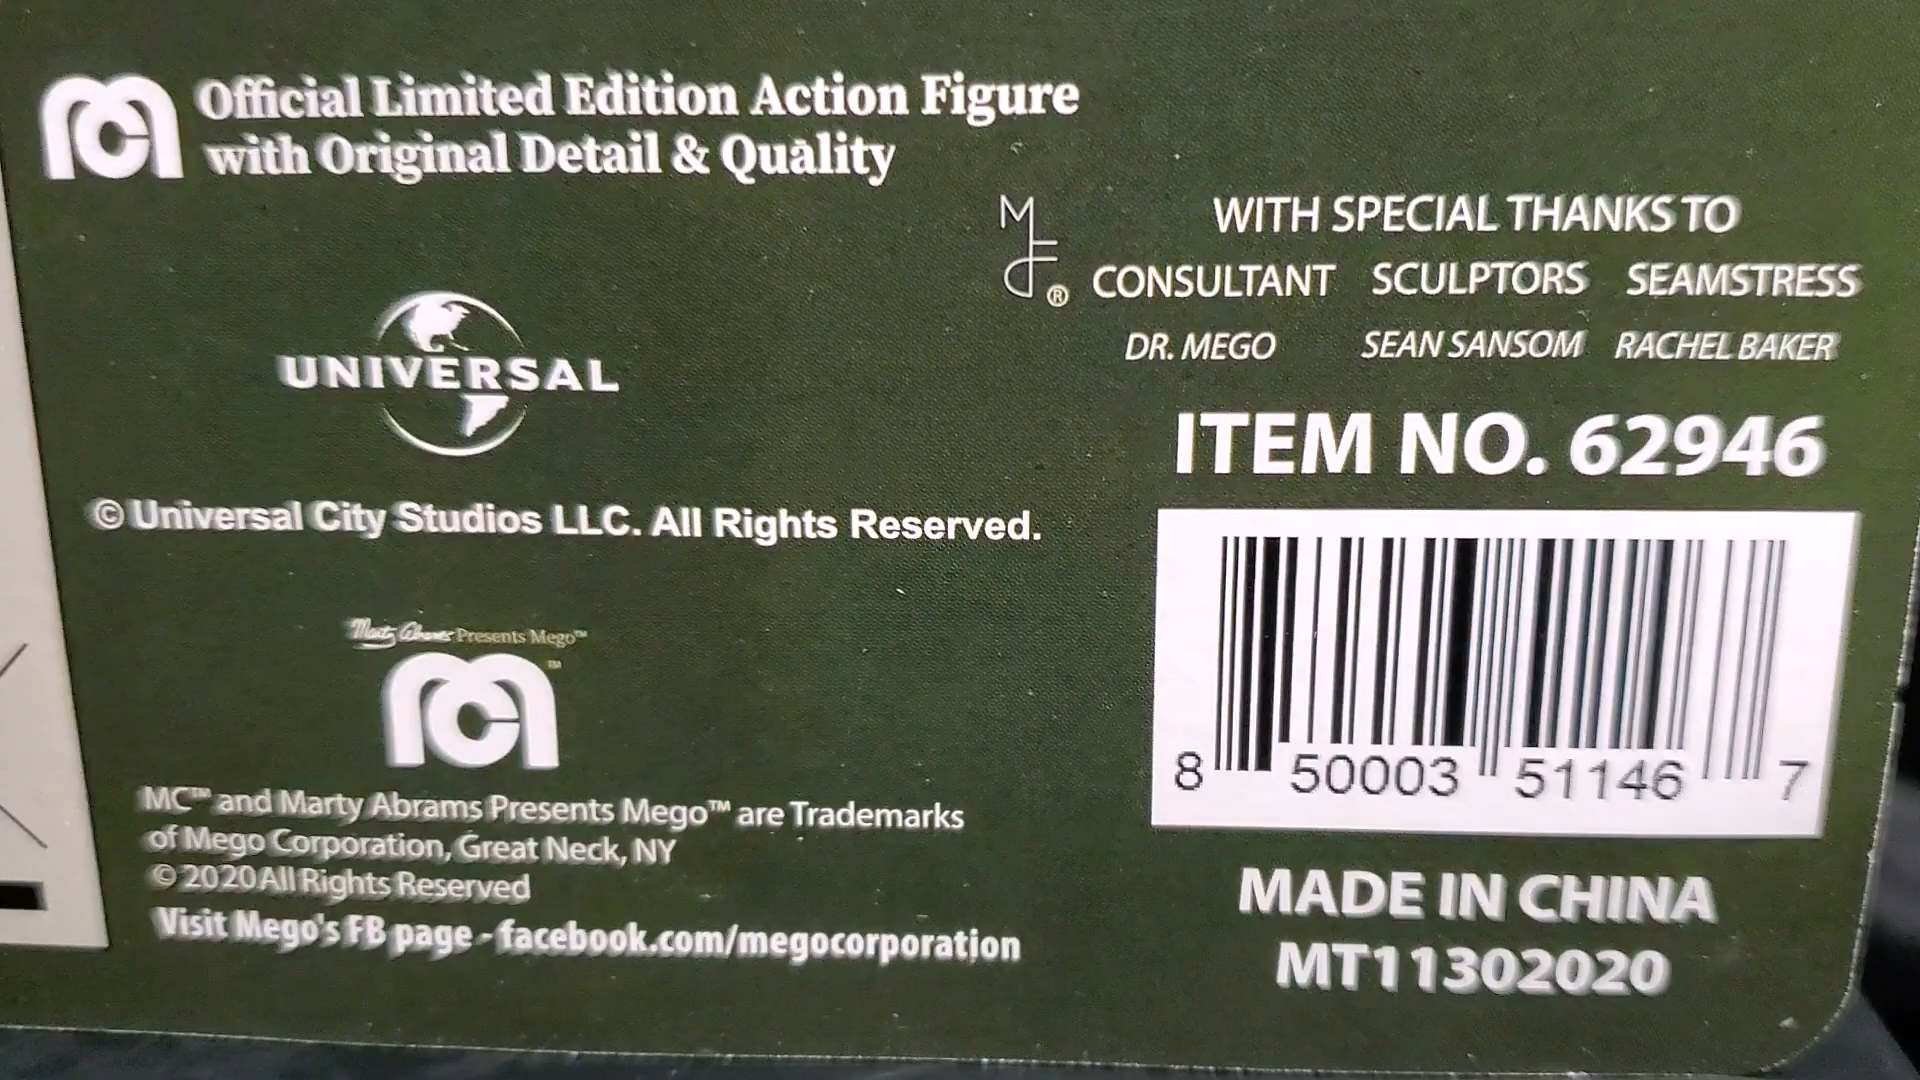 Official Limited Edition Action Figure
with Original Detail & Quality
WITH SPECIAL THANKS TO
CONSULTANT SCULPTORS SEAMSTRESS
DR. MEGO SEAN SANSOM RACHEL BAKER
UNIVERSAL
ITEM NO. 62946
© Universal City Studios LLC. All Rights Reserved.
Marty Abrams Presents Mego™
8 50003 51146 7
MC™ and Marty Abrams Presents Mego™ are Trademarks
of Mego Corporation, Great Neck, NY
© 2020 All Rights Reserved
Visit Mego's FB page - facebook.com/megocorporation
MADE IN CHINA
MT11302020